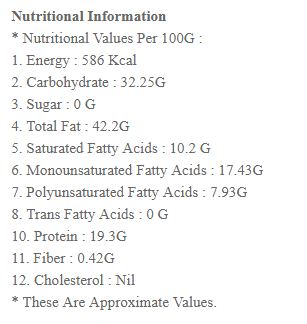 Nutritional Information
* Nutritional Values Per 100G :
1. Energy : 586 Kcal
2. Carbohydrate : 32.25G
3. Sugar : 0 G
4. Total Fat : 42.2G
5. Saturated Fatty Acids : 10.2 G
6. Monounsaturated Fatty Acids : 17.43G
7. Polyunsaturated Fatty Acids : 7.93G
8. Trans Fatty Acids : 0 G
10. Protein : 19.3G
11. Fiber : 0.42G
12. Cholesterol : Nil
* These Are Approximate Values.